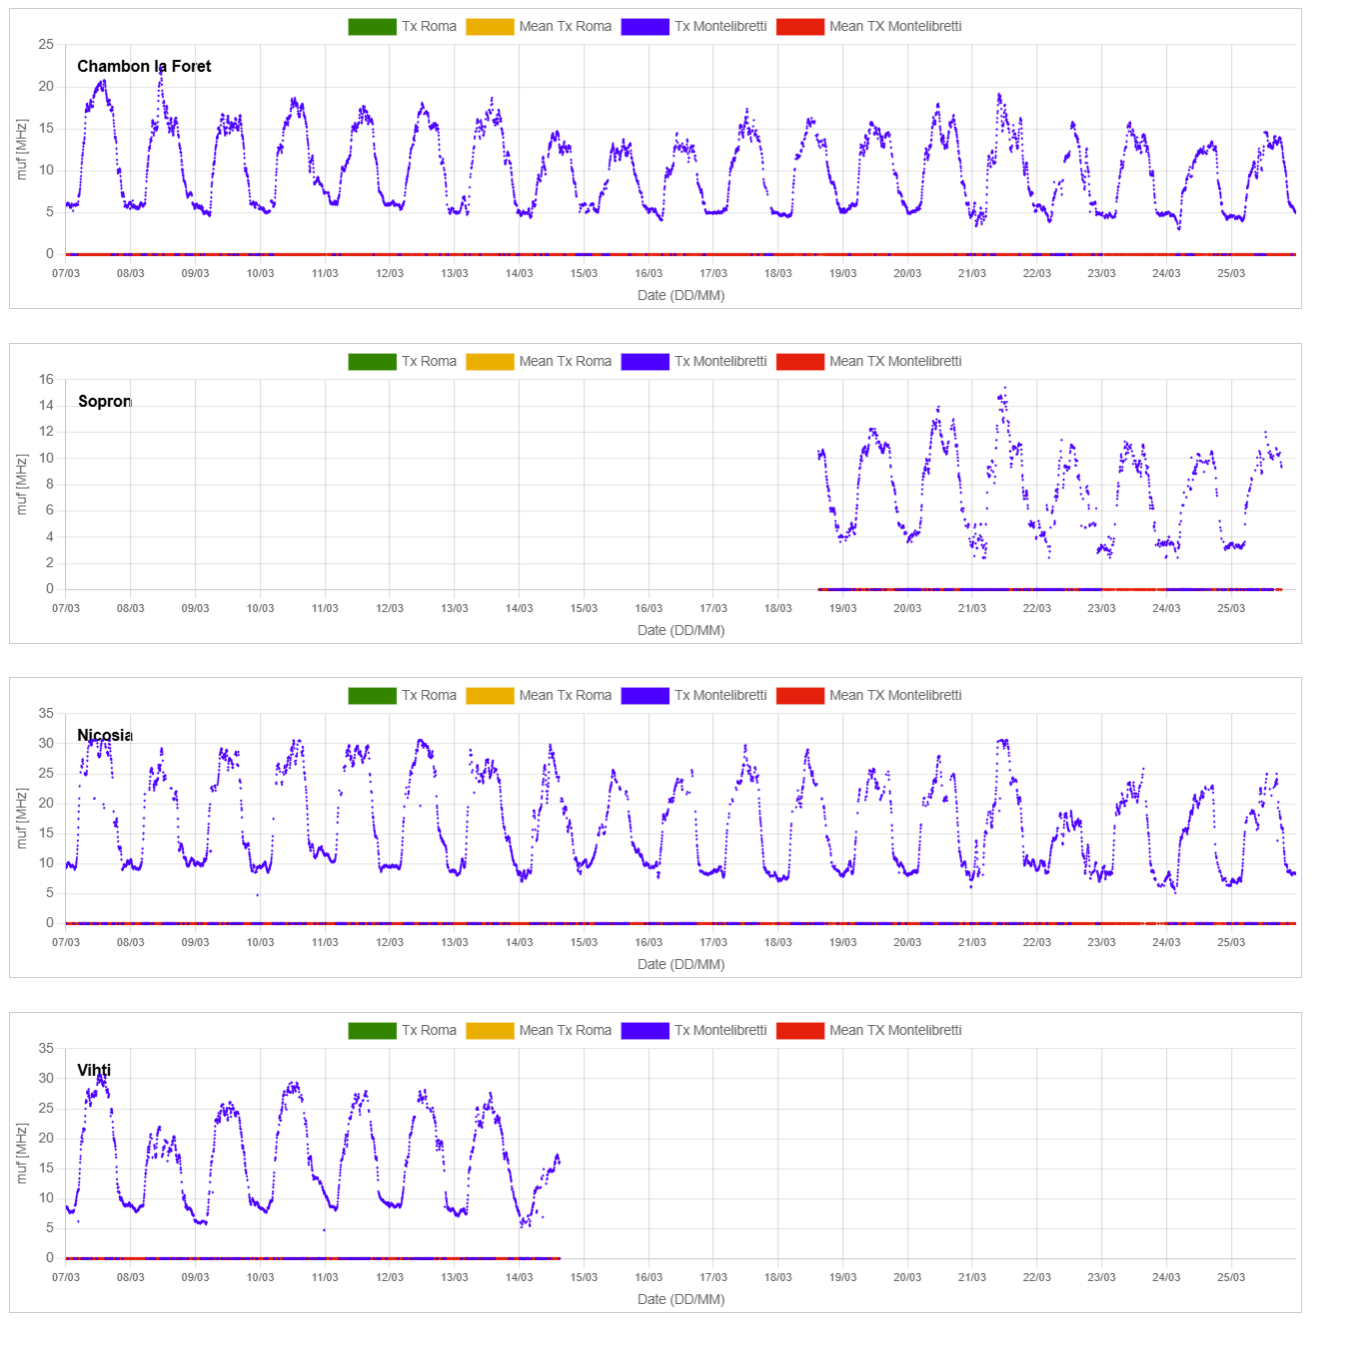 Tx Roma Mean Tx Roma Tx Montelibretti Mean TX Montelibretti
Chambon la Foret
muf [MHz]
25
20
15
10
5
0
07/03 08/03 09/03 10/03 11/03 12/03 13/03 14/03 15/03 16/03 17/03 18/03 19/03 20/03 21/03 22/03 23/03 24/03 25/03
Date (DD/MM)
Tx Roma Mean Tx Roma Tx Montelibretti Mean TX Montelibretti
Sopron
muf [MHz]
16
14
12
10
8
6
4
2
0
07/03 08/03 09/03 10/03 11/03 12/03 13/03 14/03 15/03 16/03 17/03 18/03 19/03 20/03 21/03 22/03 23/03 24/03 25/03
Date (DD/MM)
Tx Roma Mean Tx Roma Tx Montelibretti Mean TX Montelibretti
Nicosia
muf [MHz]
35
30
25
20
15
10
5
0
07/03 08/03 09/03 10/03 11/03 12/03 13/03 14/03 15/03 16/03 17/03 18/03 19/03 20/03 21/03 22/03 23/03 24/03 25/03
Date (DD/MM)
Tx Roma Mean Tx Roma Tx Montelibretti Mean TX Montelibretti
Vihti
muf [MHz]
35
30
25
20
15
10
5
0
07/03 08/03 09/03 10/03 11/03 12/03 13/03 14/03 15/03 16/03 17/03 18/03 19/03 20/03 21/03 22/03 23/03 24/03 25/03
Date (DD/MM)